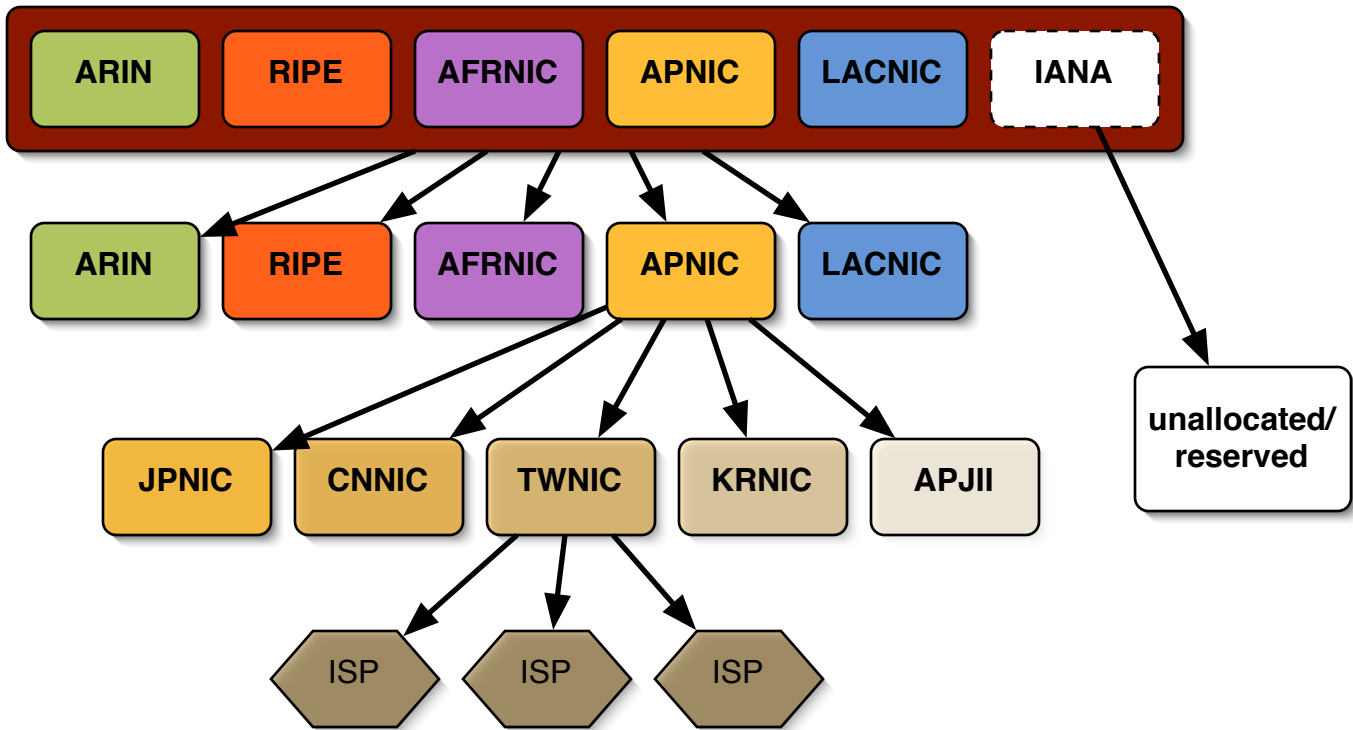 ARIN
RIPE
AFRNIC
APNIC
LACNIC
IANA
ARIN
RIPE
AFRNIC
APNIC
LACNIC
unallocated/
reserved
JPNIC
CNNIC
TWNIC
KRNIC
APJII
ISP
ISP
ISP